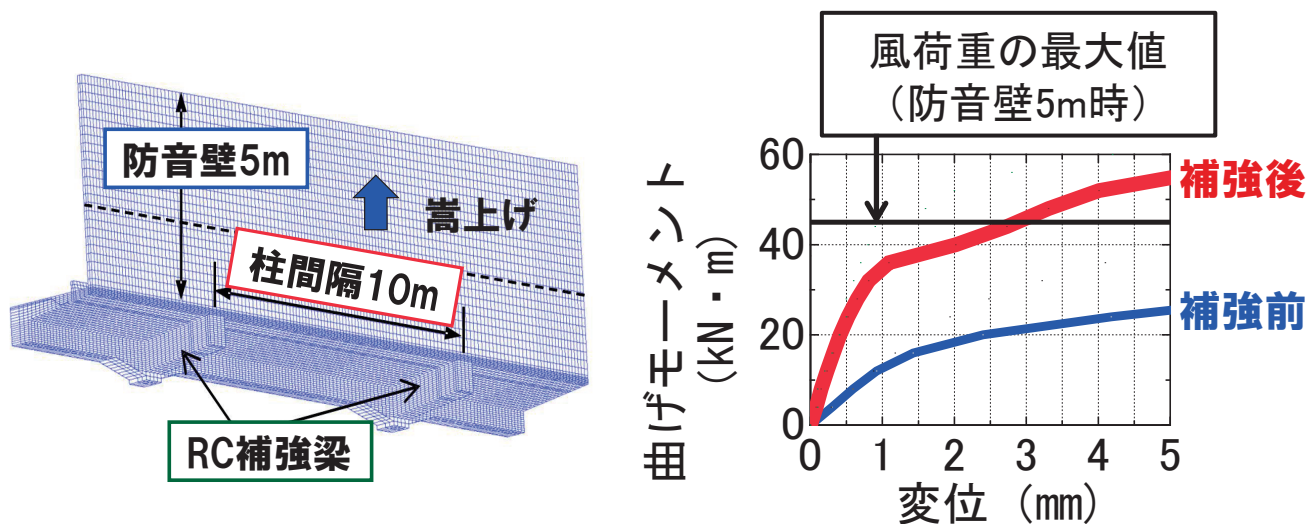 防音壁5m
嵩上げ
柱間隔10m
RC補強梁
風荷重の最大値
（防音壁5m時）
曲げモーメント
（kN・m）
60
40
20
0
0 1 2 3 4 5
変位（mm）
補強後
補強前